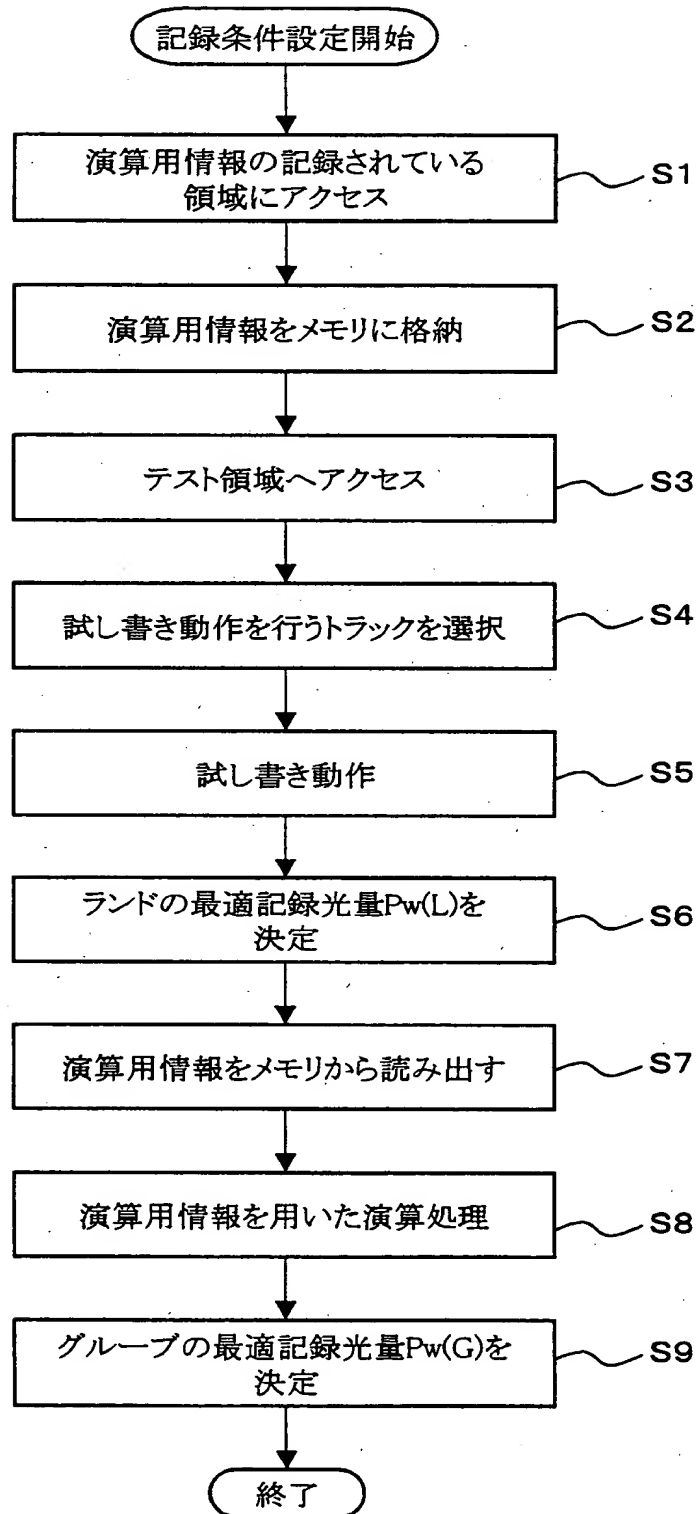 記録条件設定開始
演算用情報の記録されている
領域にアクセス
S1
演算用情報をメモリに格納
S2
テスト領域へアクセス
S3
試し書き動作を行うトラックを選択
S4
試し書き動作
S5
ランドの最適記録光量Pw(L)を
決定
S6
演算用情報をメモリから読み出す
S7
演算用情報を用いた演算処理
S8
グルーブの最適記録光量Pw(G)を
決定
S9
終了